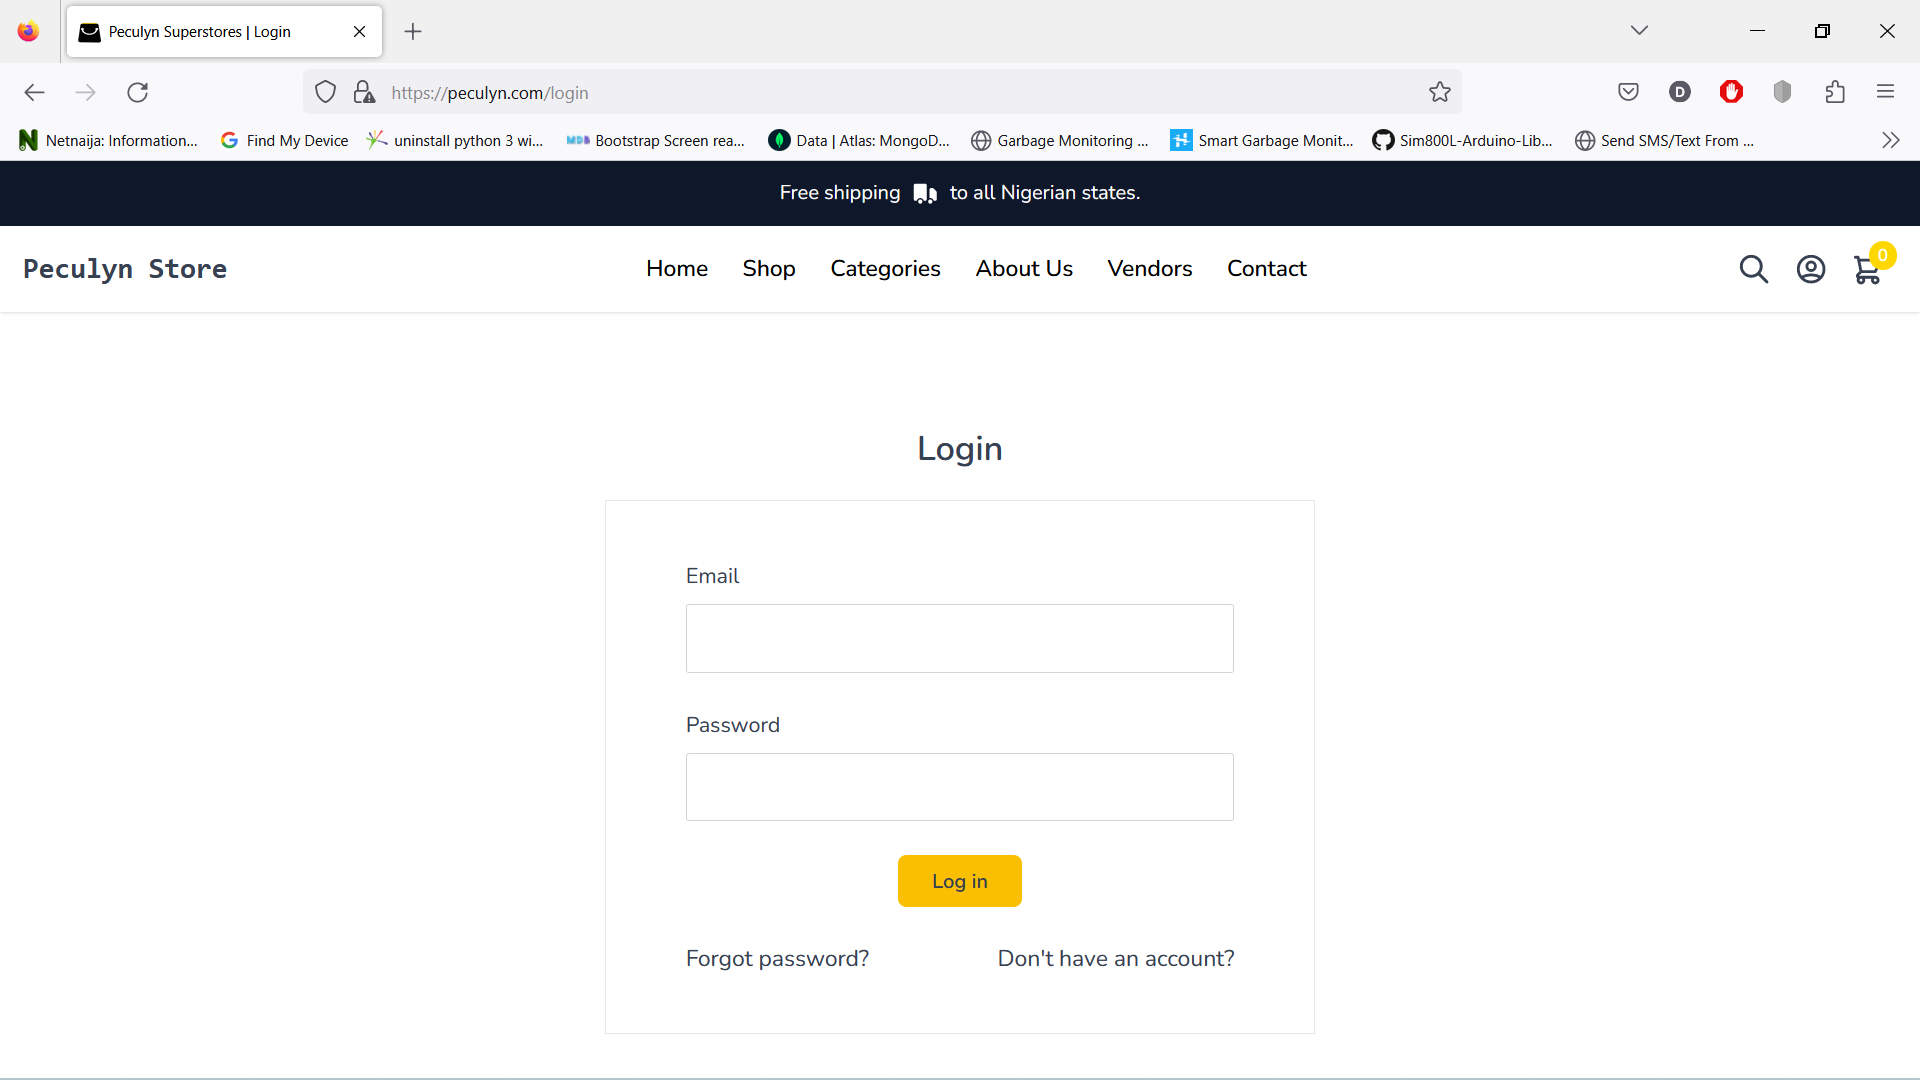 Peculyn Superstores | Login
https://peculyn.com/login
D
Netnaija: Information... Find My Device uninstall python 3 wi... MDB Bootstrap Screen rea... Data | Atlas: MongoD... Garbage Monitoring ... Smart Garbage Monit... Sim800L-Arduino-Lib... Send SMS/Text From ...
Free shipping to all Nigerian states.
Peculyn Store Home Shop Categories About Us Vendors Contact 0
Login
Email
Password
Log in
Forgot password? Don't have an account?